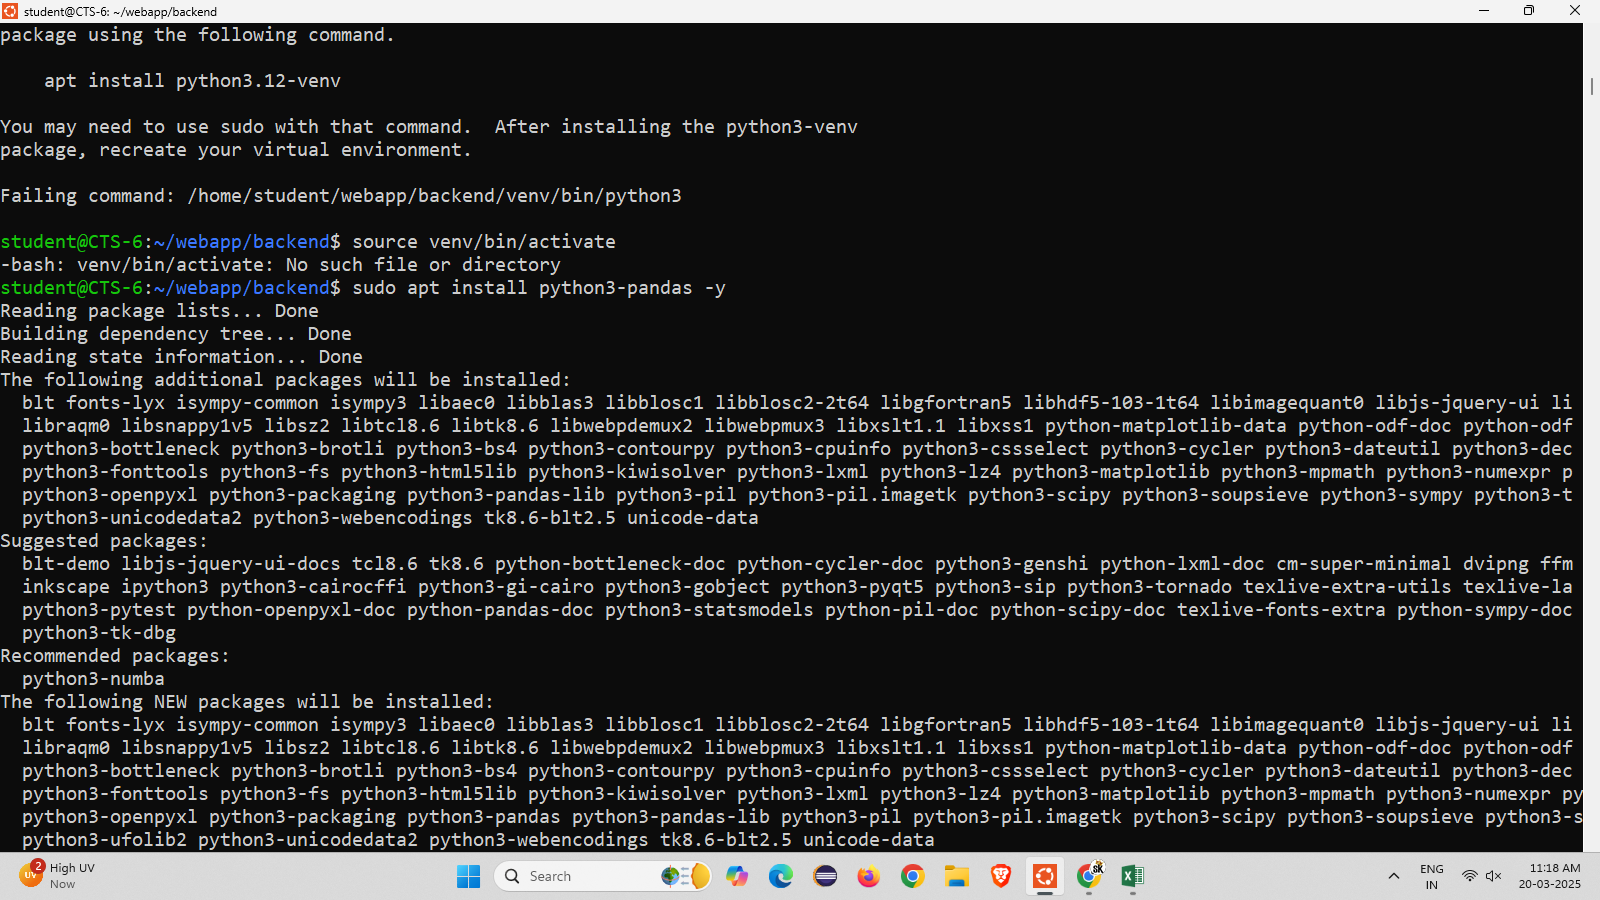 student@CTS-6: ~/webapp/backend
package using the following command.
    apt install python3.12-venv
You may need to use sudo with that command.  After installing the python3-venv
package, recreate your virtual environment.
Failing command: /home/student/webapp/backend/venv/bin/python3
student@CTS-6:~/webapp/backend$ source venv/bin/activate
-bash: venv/bin/activate: No such file or directory
student@CTS-6:~/webapp/backend$ sudo apt install python3-pandas -y
Reading package lists... Done
Building dependency tree... Done
Reading state information... Done
The following additional packages will be installed:
  blt fonts-lyx isympy-common isympy3 libaec0 libblas3 libblosc1 libblosc2-2t64 libgfortran5 libhdf5-103-1t64 libimagequant0 libjs-jquery-ui li
  libraqm0 libsnappy1v5 libsz2 libtcl8.6 libtk8.6 libwebpdemux2 libwebpmux3 libxslt1.1 libxss1 python-matplotlib-data python-odf-doc python-odf
  python3-bottleneck python3-brotli python3-bs4 python3-contourpy python3-cpuinfo python3-cssselect python3-cycler python3-dateutil python3-dec
  python3-fonttools python3-fs python3-html5lib python3-kiwisolver python3-lxml python3-lz4 python3-matplotlib python3-mpmath python3-numexpr p
  python3-openpyxl python3-packaging python3-pandas-lib python3-pil python3-pil.imagetk python3-scipy python3-soupsieve python3-sympy python3-t
  python3-unicodedata2 python3-webencodings tk8.6-blt2.5 unicode-data
Suggested packages:
  blt-demo libjs-jquery-ui-docs tcl8.6 tk8.6 python-bottleneck-doc python-cycler-doc python3-genshi python-lxml-doc cm-super-minimal dvipng ffm
  inkscape ipython3 python3-cairocffi python3-gi-cairo python3-gobject python3-pyqt5 python3-sip python3-tornado texlive-extra-utils texlive-la
  python3-pytest python-openpyxl-doc python-pandas-doc python3-statsmodels python-pil-doc python-scipy-doc texlive-fonts-extra python-sympy-doc
  python3-tk-dbg
Recommended packages:
  python3-numba
The following NEW packages will be installed:
  blt fonts-lyx isympy-common isympy3 libaec0 libblas3 libblosc1 libblosc2-2t64 libgfortran5 libhdf5-103-1t64 libimagequant0 libjs-jquery-ui li
  libraqm0 libsnappy1v5 libsz2 libtcl8.6 libtk8.6 libwebpdemux2 libwebpmux3 libxslt1.1 libxss1 python-matplotlib-data python-odf-doc python-odf
  python3-bottleneck python3-brotli python3-bs4 python3-contourpy python3-cpuinfo python3-cssselect python3-cycler python3-dateutil python3-dec
  python3-fonttools python3-fs python3-html5lib python3-kiwisolver python3-lxml python3-lz4 python3-matplotlib python3-mpmath python3-numexpr py
  python3-openpyxl python3-packaging python3-pandas python3-pandas-lib python3-pil python3-pil.imagetk python3-scipy python3-soupsieve python3-s
  python3-ufolib2 python3-unicodedata2 python3-webencodings tk8.6-blt2.5 unicode-data
2
UV
High UV
Now
Search
SK
ENG
IN
11:18 AM
20-03-2025